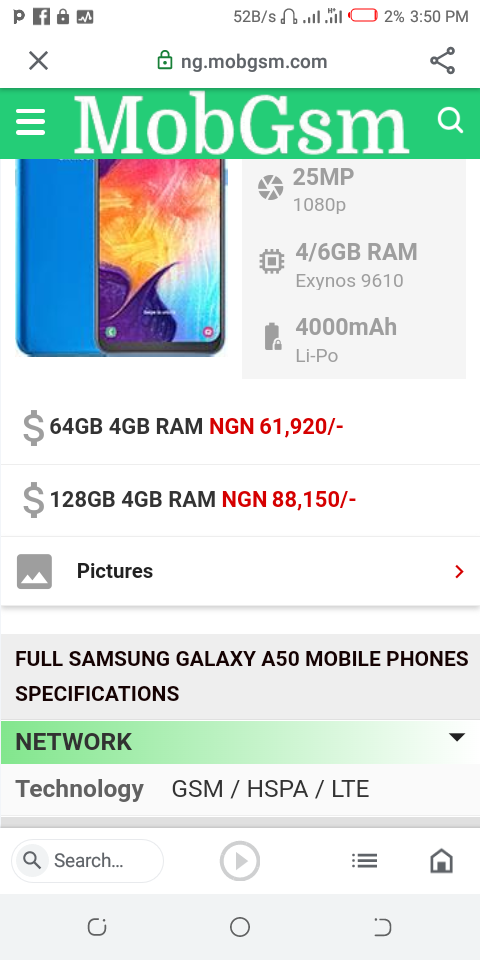 52B/s 2% 3:50 PM
ng.mobgsm.com
MobGsm
25MP
1080p
4/6GB RAM
Exynos 9610
4000mAh
Li-Po
$ 64GB 4GB RAM NGN 61,920/-
$ 128GB 4GB RAM NGN 88,150/-
Pictures
FULL SAMSUNG GALAXY A50 MOBILE PHONES
SPECIFICATIONS
NETWORK
Technology GSM / HSPA / LTE
Search...